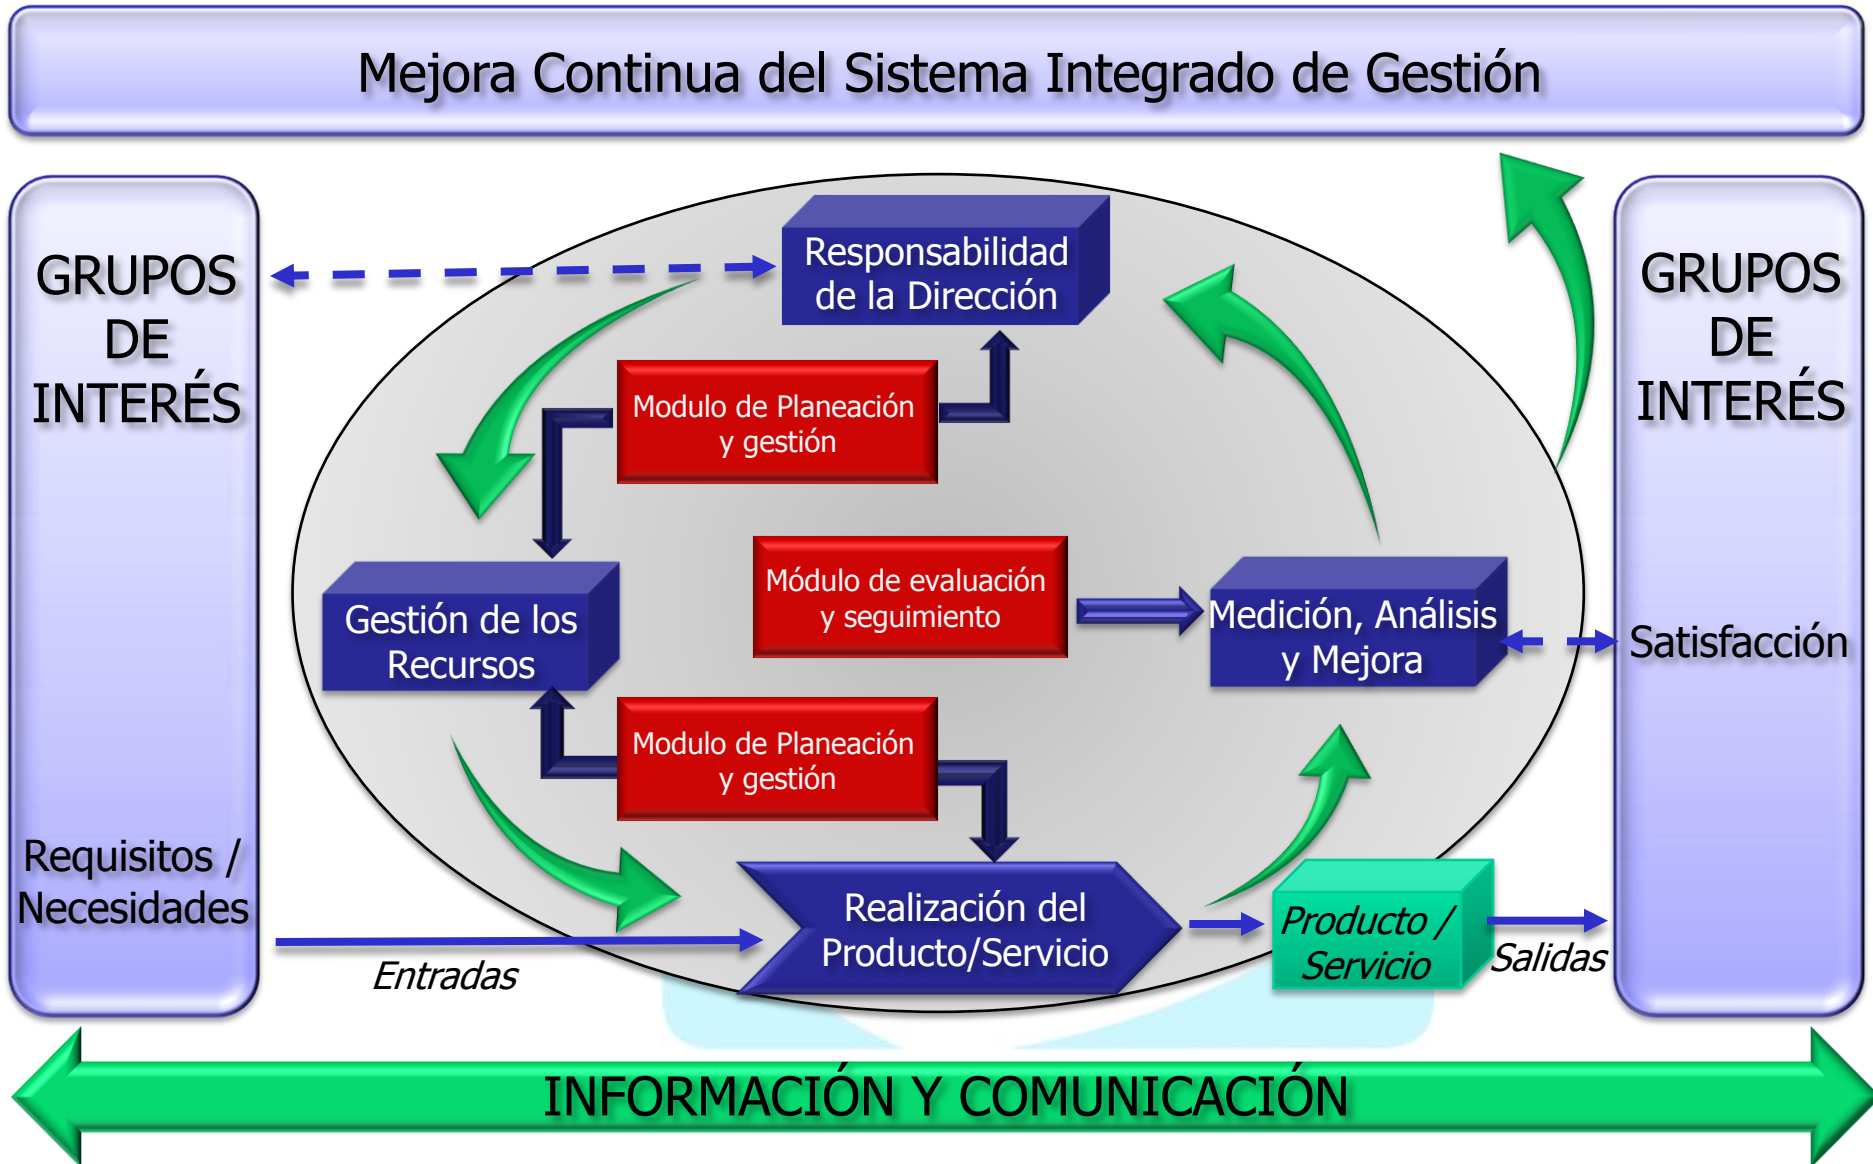 Mejora Continua del Sistema Integrado de Gestión
GRUPOS
DE
INTERÉS
Requisitos /
Necesidades
Responsabilidad
de la Dirección
Modulo de Planeación
y gestión
Módulo de evaluación
y seguimiento
Gestión de los
Recursos
Medición, Análisis
y Mejora
Modulo de Planeación
y gestión
Realización del
Producto/Servicio
Entradas
Producto /
Servicio
Salidas
GRUPOS
DE
INTERÉS
Satisfacción
INFORMACIÓN Y COMUNICACIÓN